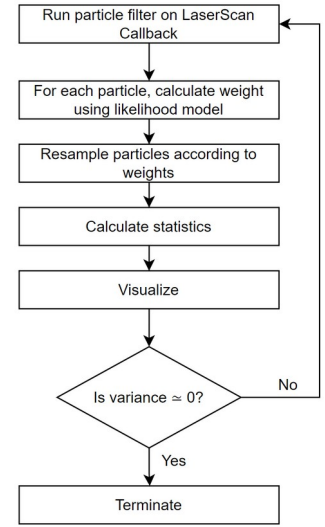 Run particle filter on LaserScan
Callback
For each particle, calculate weight
using likelihood model
Resample particles according to
weights
Calculate statistics
Visualize
Is variance ≃ 0?
No
Yes
Terminate